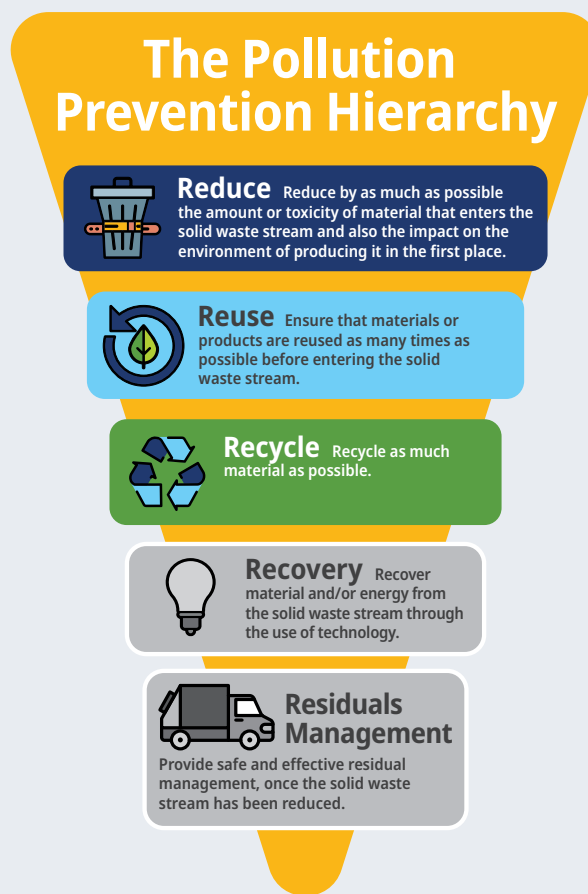 The Pollution
Prevention Hierarchy
Reduce Reduce by as much as possible
the amount or toxicity of material that enters the
solid waste stream and also the impact on the
environment of producing it in the first place.
Reuse Ensure that materials or
products are reused as many times as
possible before entering the solid
waste stream.
Recycle Recycle as much
material as possible.
Recovery Recover
material and/or energy from
the solid waste stream through
the use of technology.
Residuals
Management
Provide safe and effective residual
management, once the solid waste
stream has been reduced.